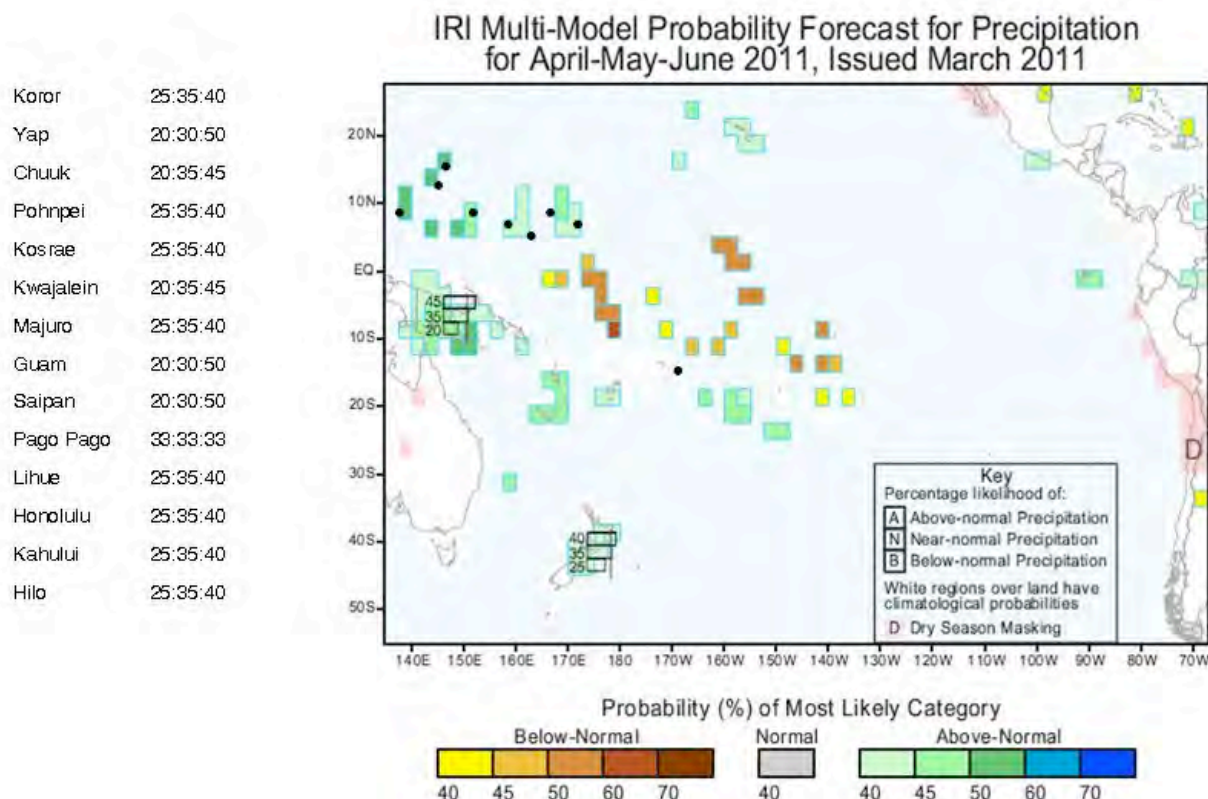 IRI Multi-Model Probability Forecast for Precipitation
for April-May-June 2011, Issued March 2011
Koror 25:35:40
Yap 20:30:50
Chuuk 20:35:45
Pohnpei 25:35:40
Kosrae 25:35:40
Kwajalein 20:35:45
Majuro 25:35:40
Guam 20:30:50
Saipan 20:30:50
Pago Pago 33:33:33
Lihue 25:35:40
Honolulu 25:35:40
Kahului 25:35:40
Hilo 25:35:40
20N
10N
EQ
10S
20S
30S
40S
50S
45
35
20
40
35
25
D
Key
Percentage likelihood of:
A Above-normal Precipitation
N Near-normal Precipitation
B Below-normal Precipitation
White regions over land have
climatological probabilities
D Dry Season Masking
140E 150E 160E 170E 180 170W 160W 150W 140W 130W 120W 110W 100W 90W 80W 70W
Probability (%) of Most Likely Category
Below-Normal Normal Above-Normal
40 45 50 60 70 40 40 45 50 60 70